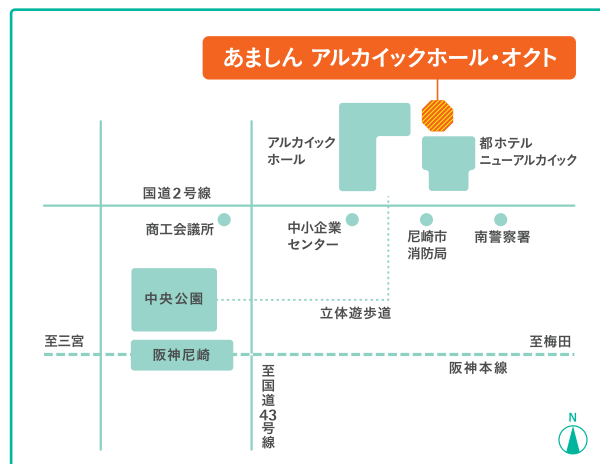 あましん アルカイックホール・オクト
アルカイック
ホール
都ホテル
ニューアルカイック
国道2号線
商工会議所
中小企業
センター
尼崎市
消防局
南警察署
中央公園
立体遊歩道
至三宮
至梅田
阪神尼崎
阪神本線
至国道43号線
N